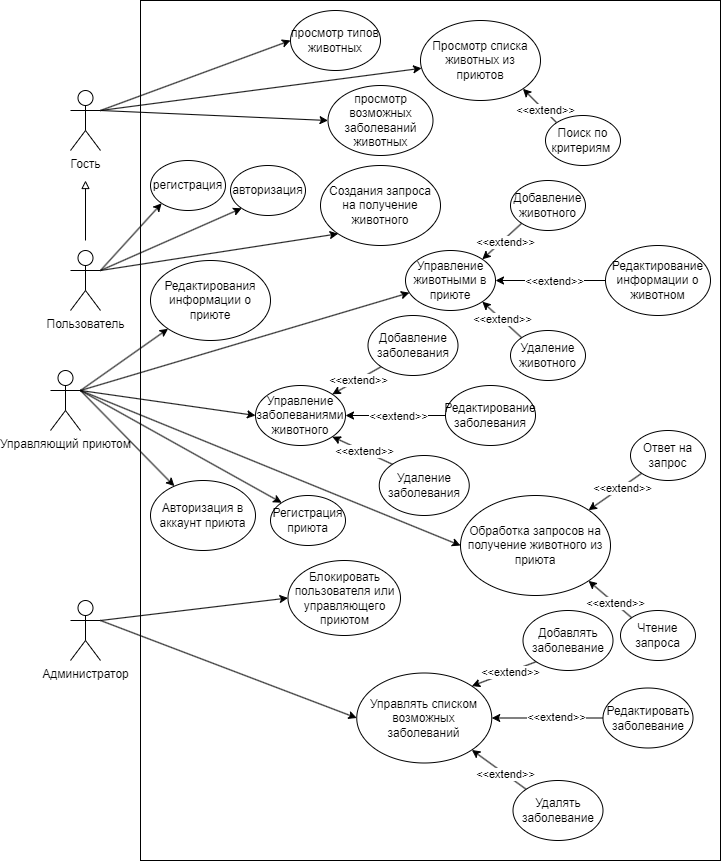 просмотр типов
животных
Просмотр списка
животных из
приютов
<<extend>>
Поиск по
критериям
просмотр
возможных
заболеваний
животных
Гость
регистрация
авторизация
Создания запроса
на получение
животного
Пользователь
Добавление
животного
<<extend>>
Управление
животными в
приюте
<<extend>>
Редактирование
информации о
животном
<<extend>>
Удаление
животного
Редактирования
информации о
приюте
Добавление
заболевания
<<extend>>
Управление
заболеваниями
животного
<<extend>>
Редактирование
заболевания
<<extend>>
Удаление
заболевания
Управляющий приютом
Авторизация в
аккаунт приюта
Регистрация
приюта
Ответ на
запрос
<<extend>>
Обработка запросов на
получение животного из
приюта
<<extend>>
Чтение
запроса
Блокировать
пользователя или
управляющего
приютом
Администратор
Добавлять
заболевание
<<extend>>
Управлять списком
возможных
заболеваний
<<extend>>
Редактировать
заболевание
<<extend>>
Удалять
заболевание